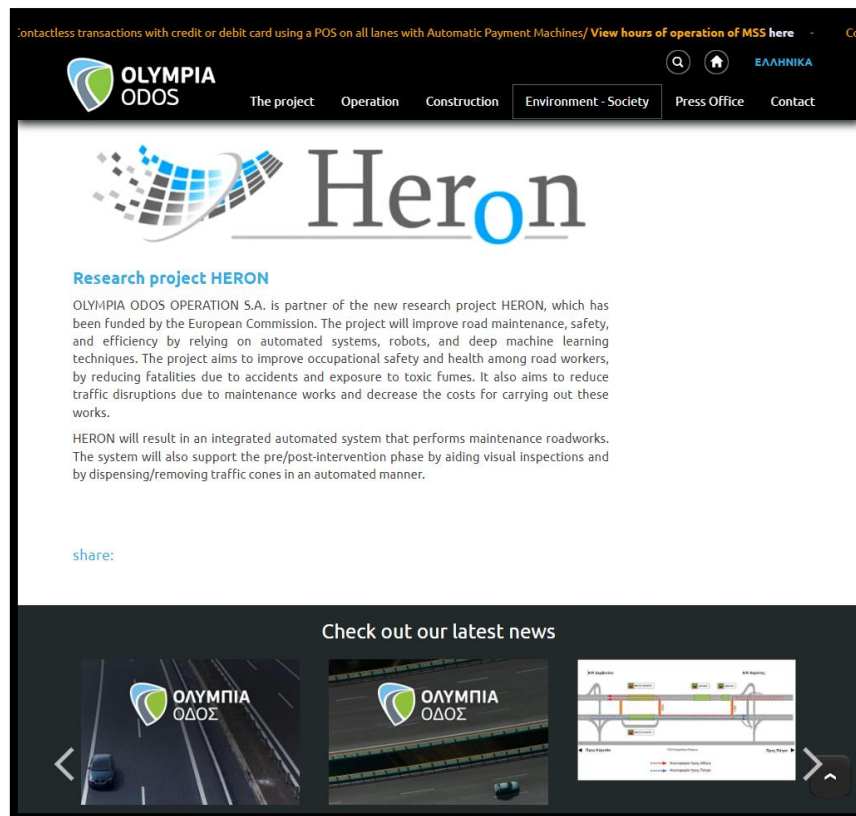 Contactless transactions with credit or debit card using a POS on all lanes with Automatic Payment Machines/ View hours of operation of MSS here - Co
ΕΛΛΗΝΙΚΑ
OLYMPIA
ODOS
The project Operation Construction Environment - Society Press Office Contact
Heron
Research project HERON
OLYMPIA ODOS OPERATION S.A. is partner of the new research project HERON, which has
been funded by the European Commission. The project will improve road maintenance, safety,
and efficiency by relying on automated systems, robots, and deep machine learning
techniques. The project aims to improve occupational safety and health among road workers,
by reducing fatalities due to accidents and exposure to toxic fumes. It also aims to reduce
traffic disruptions due to maintenance works and decrease the costs for carrying out these
works.
HERON will result in an integrated automated system that performs maintenance roadworks.
The system will also support the pre/post-intervention phase by aiding visual inspections and
by dispensing/removing traffic cones in an automated manner.
share:
Check out our latest news
ΟΛΥΜΠΙΑ
ΟΔΟΣ
ΟΛΥΜΠΙΑ
ΟΔΟΣ